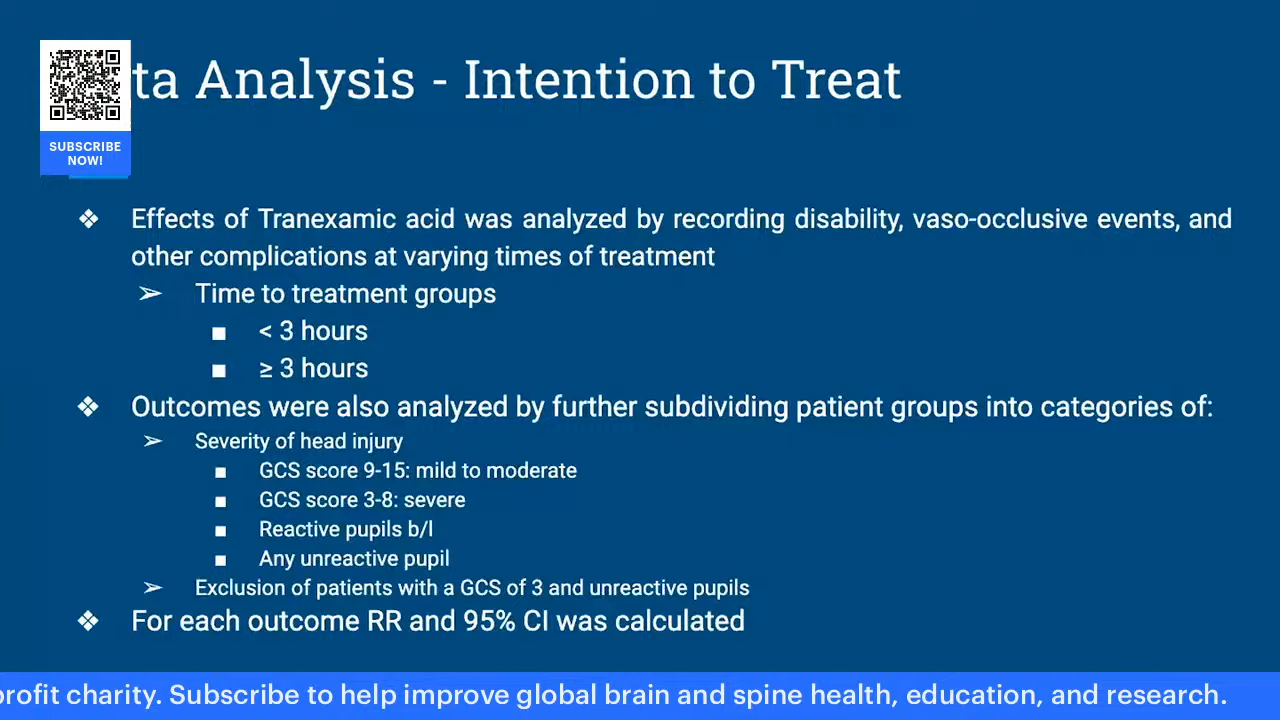 ta Analysis - Intention to Treat
SUBSCRIBE
NOW!
❖ Effects of Tranexamic acid was analyzed by recording disability, vaso-occlusive events, and
other complications at varying times of treatment
➢ Time to treatment groups
■ < 3 hours
■ ≥ 3 hours
❖ Outcomes were also analyzed by further subdividing patient groups into categories of:
➢ Severity of head injury
■ GCS score 9-15: mild to moderate
■ GCS score 3-8: severe
■ Reactive pupils b/l
■ Any unreactive pupil
➢ Exclusion of patients with a GCS of 3 and unreactive pupils
❖ For each outcome RR and 95% CI was calculated
profit charity. Subscribe to help improve global brain and spine health, education, and research.